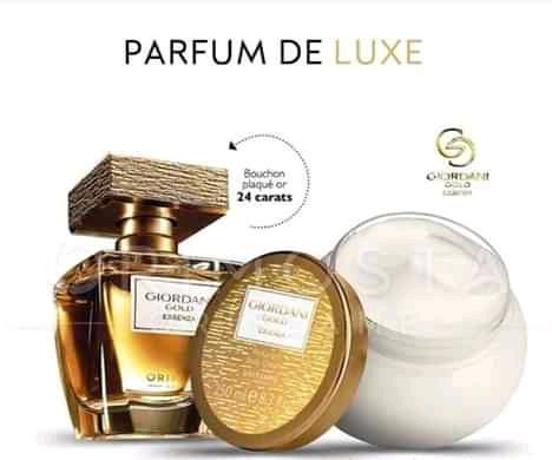 PARFUM DE LUXE
Bouchon
plaqué or
24 carats
GIORDANI
GOLD
GIORDANI
GOLD
ESSENZA
GIORDANI
GOLD
ESSENZA